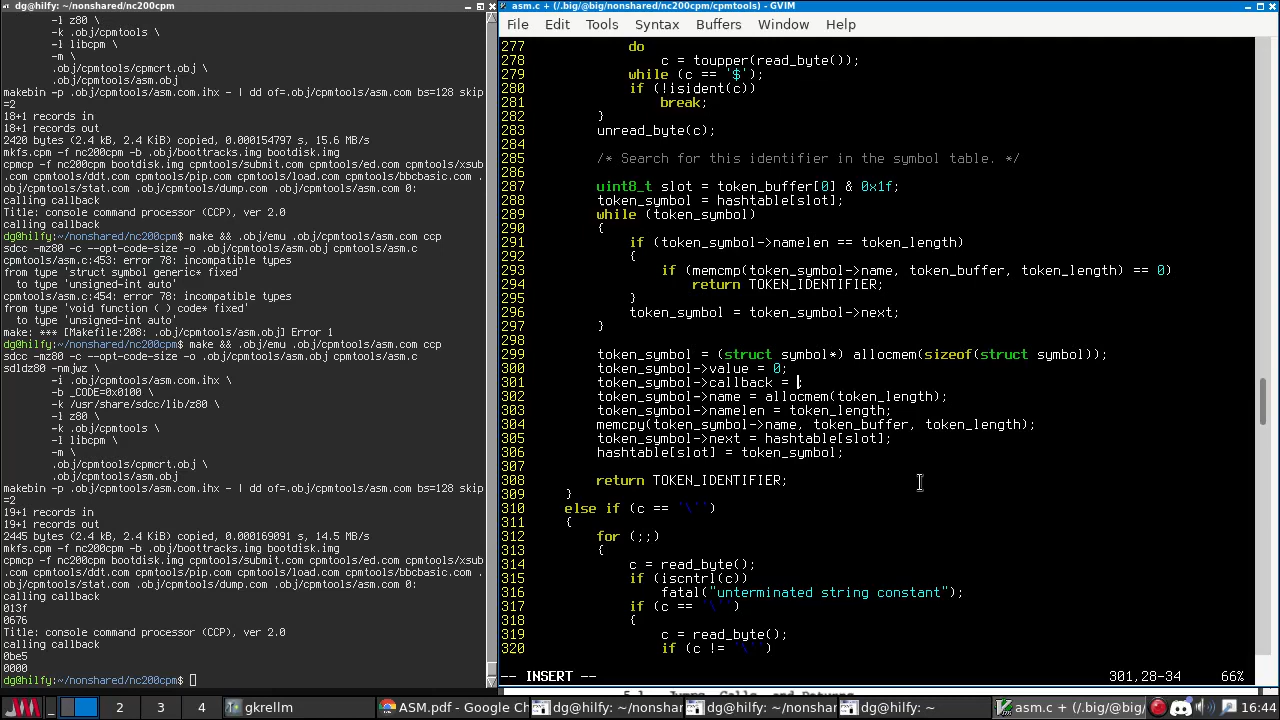 dg@hilfy: ~/nonshared/nc200cpm
-k /usr/share/sdcc/lib/z80 \
-l z80 \
-k .obj/cpmtools \
-l libcpm \
-m \
.obj/cpmtools/cpmcrt.obj \
.obj/cpmtools/asm.obj
makebin -p .obj/cpmtools/asm.com.ihx - | dd of=.obj/cpmtools/asm.com bs=128 skip
=2
18+1 records in
18+1 records out
2420 bytes (2.4 kB, 2.4 KiB) copied, 0.000154797 s, 15.6 MB/s
mkfs.cpm -f nc200cpm -b .obj/boottracks.img bootdisk.img
cpmcp -f nc200cpm bootdisk.img cpmtools/submit.com cpmtools/ed.com cpmtools/xsub
.com cpmtools/ddt.com cpmtools/pip.com cpmtools/load.com cpmtools/bbcbasic.com .
obj/cpmtools/stat.com .obj/cpmtools/dump.com .obj/cpmtools/asm.com 0:
calling callback
Title: console command processor (CCP), ver 2.0
calling callback
dg@hilfy:~/nonshared/nc200cpm$ make && .obj/emu .obj/cpmtools/asm.com ccp
sdcc -mz80 -c --opt-code-size -o .obj/cpmtools/asm.obj cpmtools/asm.c
cpmtools/asm.c:453: error 78: incompatible types
from type 'struct symbol generic* fixed'
to type 'unsigned-int auto'
cpmtools/asm.c:454: error 78: incompatible types
from type 'void function ( ) code* fixed'
to type 'unsigned-int auto'
make: *** [Makefile:208: .obj/cpmtools/asm.obj] Error 1
dg@hilfy:~/nonshared/nc200cpm$ make && .obj/emu .obj/cpmtools/asm.com ccp
sdcc -mz80 -c --opt-code-size -o .obj/cpmtools/asm.obj cpmtools/asm.c
sdldz80 -nmjwz \
-i .obj/cpmtools/asm.com.ihx \
-b _CODE=0x0100 \
-k /usr/share/sdcc/lib/z80 \
-l z80 \
-k .obj/cpmtools \
-l libcpm \
-m \
.obj/cpmtools/cpmcrt.obj \
.obj/cpmtools/asm.obj
makebin -p .obj/cpmtools/asm.com.ihx - | dd of=.obj/cpmtools/asm.com bs=128 skip
=2
19+1 records in
19+1 records out
2445 bytes (2.4 kB, 2.4 KiB) copied, 0.000169091 s, 14.5 MB/s
mkfs.cpm -f nc200cpm -b .obj/boottracks.img bootdisk.img
cpmcp -f nc200cpm bootdisk.img cpmtools/submit.com cpmtools/ed.com cpmtools/xsub
.com cpmtools/ddt.com cpmtools/pip.com cpmtools/load.com cpmtools/bbcbasic.com .
obj/cpmtools/stat.com .obj/cpmtools/dump.com .obj/cpmtools/asm.com 0:
calling callback
013f
0676
Title: console command processor (CCP), ver 2.0
calling callback
0be5
0000
dg@hilfy:~/nonshared/nc200cpm$
asm.c + (/.big/@big/nonshared/nc200cpm/cpmtools) - GVIM
File Edit Tools Syntax Buffers Window Help
277 do
278 c = toupper(read_byte());
279 while (c == '$');
280 if (!isident(c))
281 break;
282 }
283 unread_byte(c);
284
285 /* Search for this identifier in the symbol table. */
286
287 uint8_t slot = token_buffer[0] & 0x1f;
288 token_symbol = hashtable[slot];
289 while (token_symbol)
290 {
291 if (token_symbol->namelen == token_length)
292 {
293 if (memcmp(token_symbol->name, token_buffer, token_length) == 0)
294 return TOKEN_IDENTIFIER;
295 }
296 token_symbol = token_symbol->next;
297 }
298
299 token_symbol = (struct symbol*) allocmem(sizeof(struct symbol));
300 token_symbol->value = 0;
301 token_symbol->callback = ;
302 token_symbol->name = allocmem(token_length);
303 token_symbol->namelen = token_length;
304 memcpy(token_symbol->name, token_buffer, token_length);
305 token_symbol->next = hashtable[slot];
306 hashtable[slot] = token_symbol;
307
308 return TOKEN_IDENTIFIER;
309 }
310 else if (c == '\'')
311 {
312 for (;;)
313 {
314 c = read_byte();
315 if (iscntrl(c))
316 fatal("unterminated string constant");
317 if (c == '\'')
318 {
319 c = read_byte();
320 if (c != '\'')
-- INSERT -- 301,28-34 66%
2 3 4 gkrellm ASM.pdf - Google Ch dg@hilfy: ~/nonshar dg@hilfy: ~/nonshar dg@hilfy: ~ asm.c + (/.big/@big 16:44